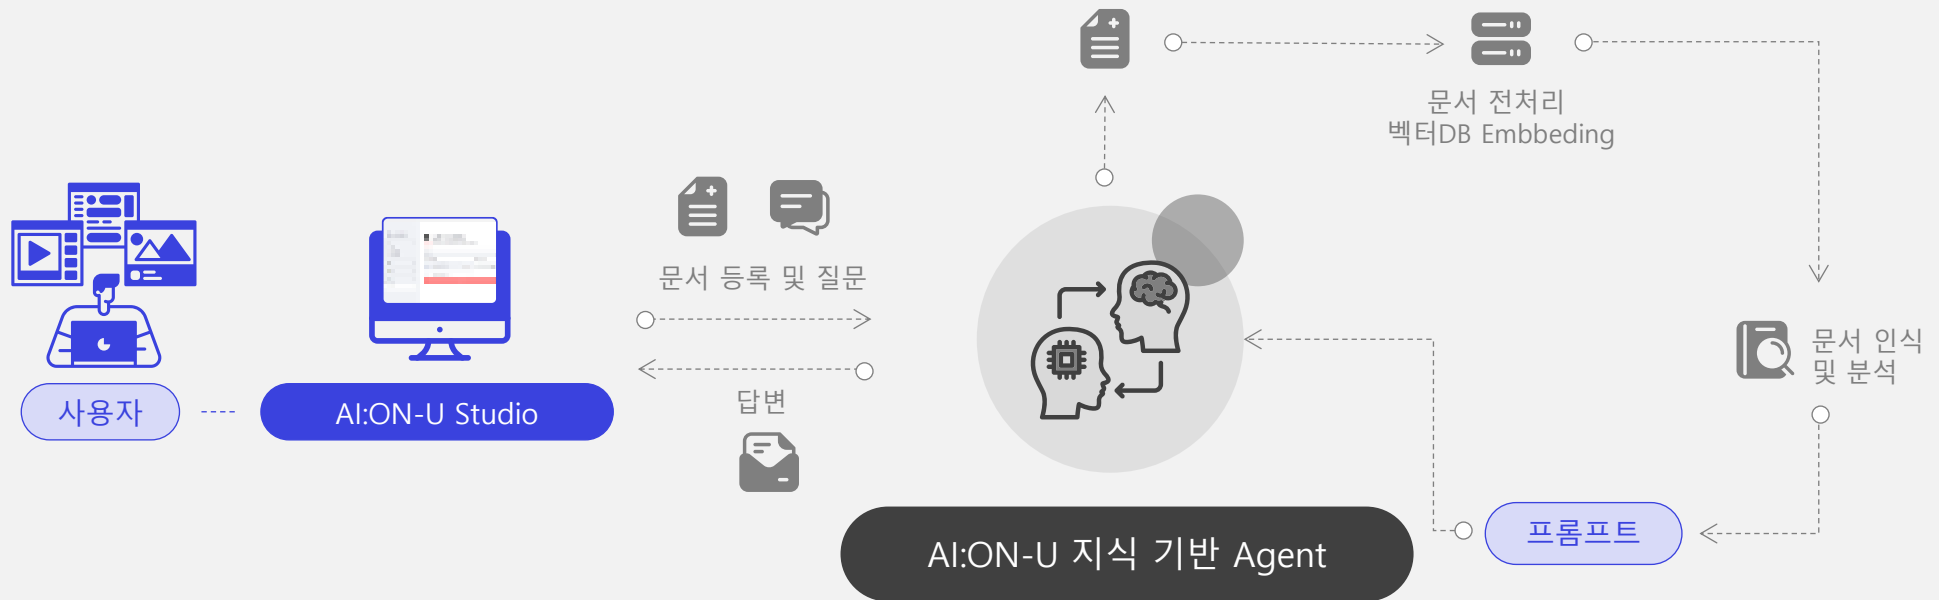 문서 전처리
벡터DB Embbeding
문서 등록 및 질문
문서 인식
및 분석
답변
사용자
AI:ON-U Studio
프롬프트
AI:ON-U 지식 기반 Agent